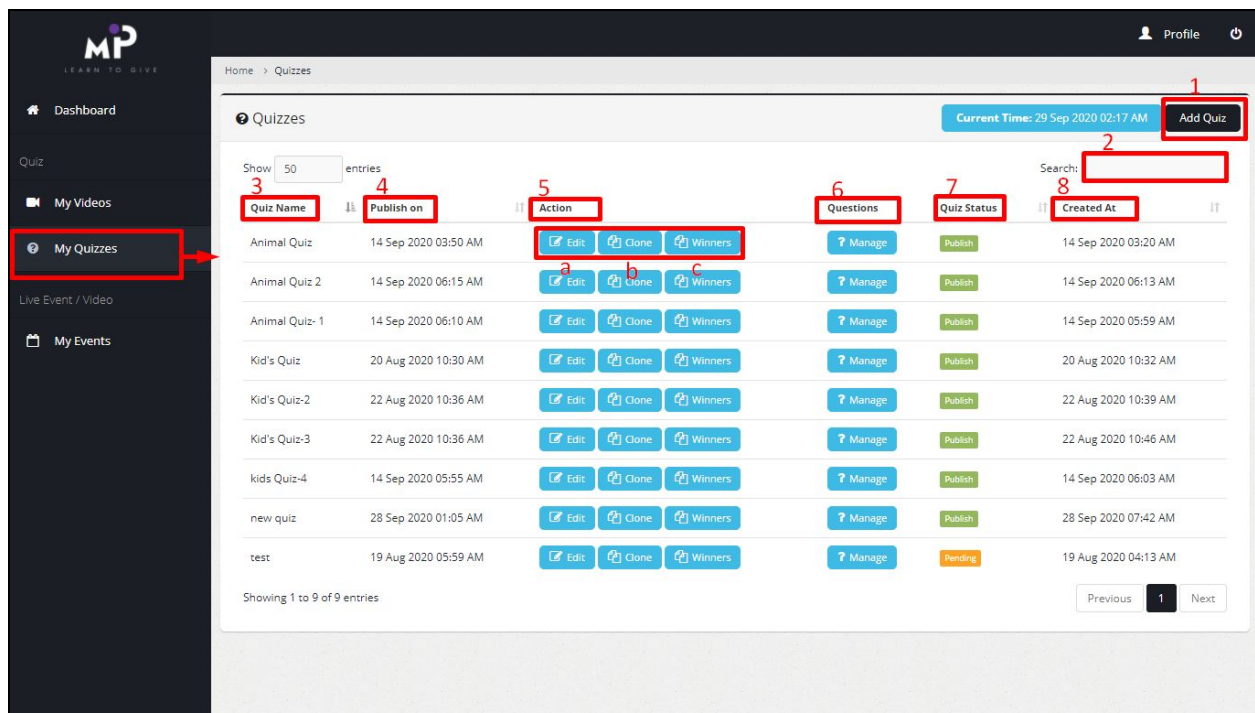 MP
LEARN TO GIVE
Profile
Home > Quizzes
1
Dashboard
Quizzes
Current Time: 29 Sep 2020 02:17 AM Add Quiz
2
Quiz
Show 50 entries Search:
3 4 5 6 7 8
My Videos
Quiz Name Publish on Action Questions Quiz Status Created At
My Quizzes
Animal Quiz 14 Sep 2020 03:50 AM Edit Clone Winners ? Manage Publish 14 Sep 2020 03:20 AM
a b c
Animal Quiz 2 14 Sep 2020 06:15 AM Edit Clone Winners ? Manage Publish 14 Sep 2020 06:13 AM
Live Event / Video
Animal Quiz- 1 14 Sep 2020 06:10 AM Edit Clone Winners ? Manage Publish 14 Sep 2020 05:59 AM
My Events
Kid's Quiz 20 Aug 2020 10:30 AM Edit Clone Winners ? Manage Publish 20 Aug 2020 10:32 AM
Kid's Quiz-2 22 Aug 2020 10:36 AM Edit Clone Winners ? Manage Publish 22 Aug 2020 10:39 AM
Kid's Quiz-3 22 Aug 2020 10:36 AM Edit Clone Winners ? Manage Publish 22 Aug 2020 10:46 AM
kids Quiz-4 14 Sep 2020 05:55 AM Edit Clone Winners ? Manage Publish 14 Sep 2020 06:03 AM
new quiz 28 Sep 2020 01:05 AM Edit Clone Winners ? Manage Publish 28 Sep 2020 07:42 AM
test 19 Aug 2020 05:59 AM Edit Clone Winners ? Manage Pending 19 Aug 2020 04:13 AM
Showing 1 to 9 of 9 entries Previous 1 Next